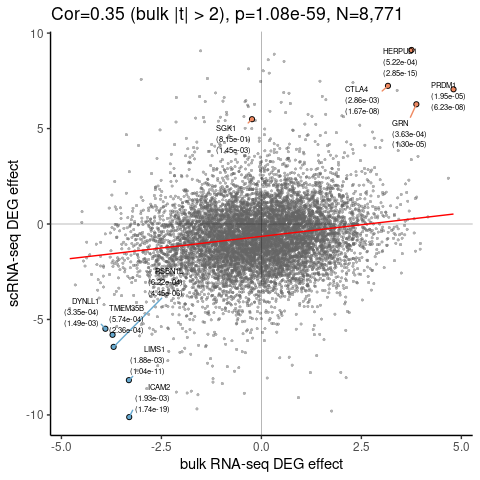 Cor=0.35 (bulk |t| > 2), p=1.08e-59, N=8,771
10
5
0
-5
-10
-5.0
-2.5
0.0
2.5
5.0
scRNA-seq DEG effect
bulk RNA-seq DEG effect
(5.22e-04)
(2.85e-15)
CTLA4
(2.86e-03)
(1.67e-08)
PRDM1
(1.95e-05)
(6.23e-08)
GRN
(3.63e-04)
(1.30e-05)
SGK1
(8.15e-01)
(1.45e-03)
(6.22e-04)
(4.46e-06)
DYNLL1
(3.35e-04)
(1.49e-03)
TMEM35B
(5.74e-04)
(2.36e-04)
LIMS1
(1.88e-03)
(1.04e-11)
ICAM2
(1.93e-03)
(1.74e-19)